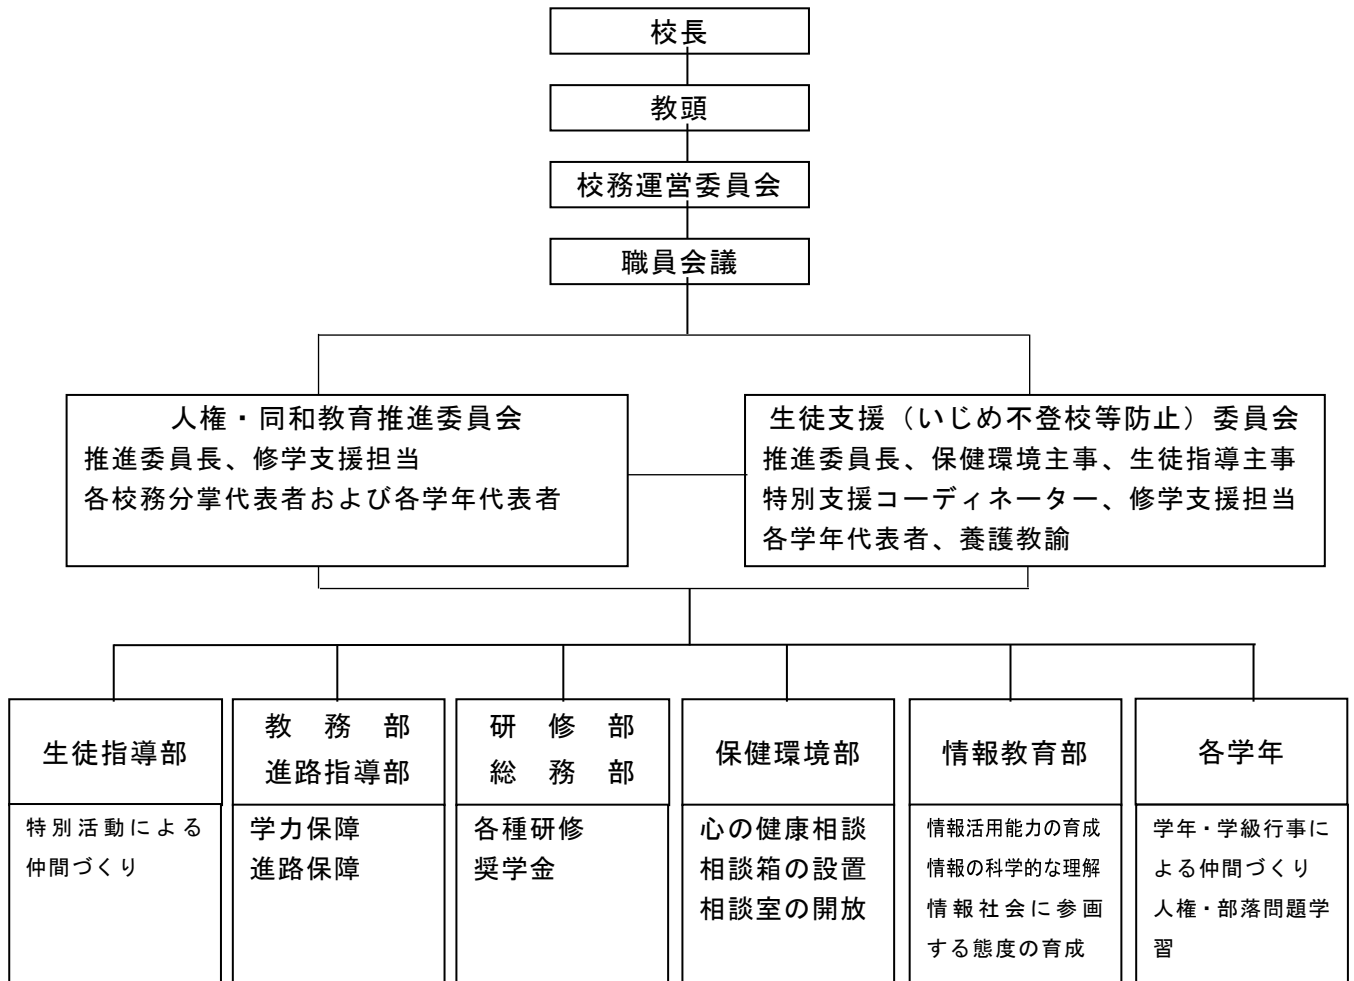 校長
教頭
校務運営委員会
職員会議
人権・同和教育推進委員会
推進委員長、修学支援担当
各校務分掌代表者および各学年代表者
生徒支援（いじめ不登校等防止）委員会
推進委員長、保健環境主事、生徒指導主事
特別支援コーディネーター、修学支援担当
各学年代表者、養護教諭
生徒指導部
特別活動による
仲間づくり
教　務　部
進路指導部
学力保障
進路保障
研　修　部
総　務　部
各種研修
奨学金
保健環境部
心の健康相談
相談箱の設置
相談室の開放
情報教育部
情報活用能力の育成
情報の科学的な理解
情報社会に参画
する態度の育成
各学年
学年・学級行事に
よる仲間づくり
人権・部落問題学
習